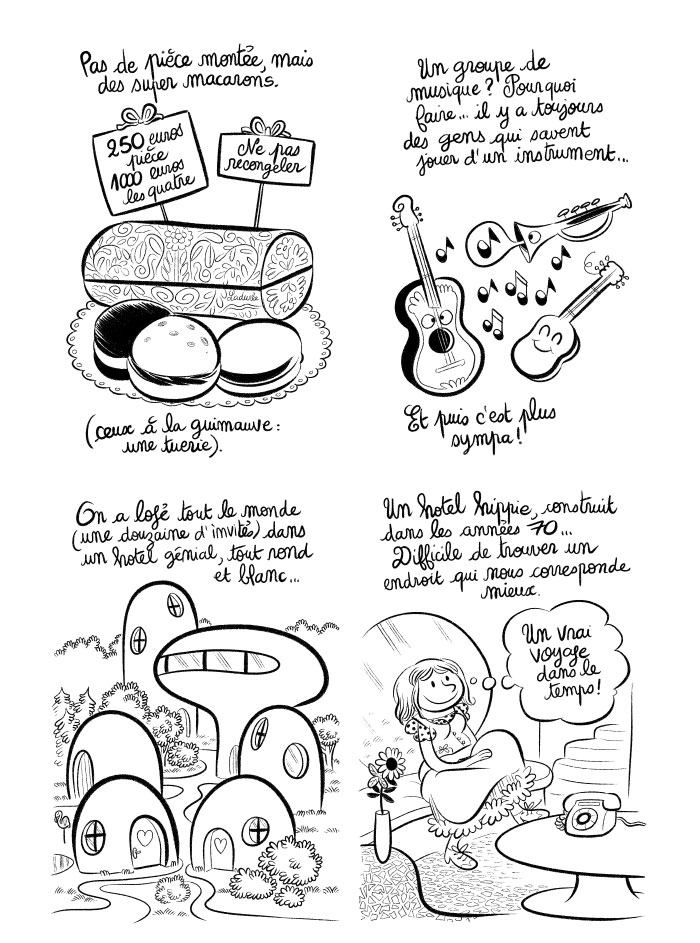 Pas de pièce montée, mais
des super macarons.
250 euros
pièce
1000 euros
les quatre
Ne pas
recongeler
Ladurée
(ceux à la guimauve :
une tuerie).
Un groupe de
musique ? Pourquoi
faire... il y a toujours
des gens qui savent
jouer d'un instrument...
Et puis c'est plus
sympa !
On a logé tout le monde
(une douzaine d'invités) dans
un hotel génial, tout rond
et blanc...
Un hotel hippie, construit
dans les années 70...
Difficile de trouver un
endroit qui nous corresponde
mieux.
Un vrai
voyage
dans le
temps !